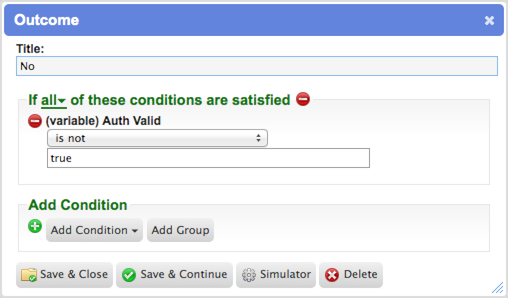 Outcome
Title:
No
If all of these conditions are satisfied
(variable) Auth Valid
is not
true
Add Condition
Add Condition Add Group
Save & Close Save & Continue Simulator Delete